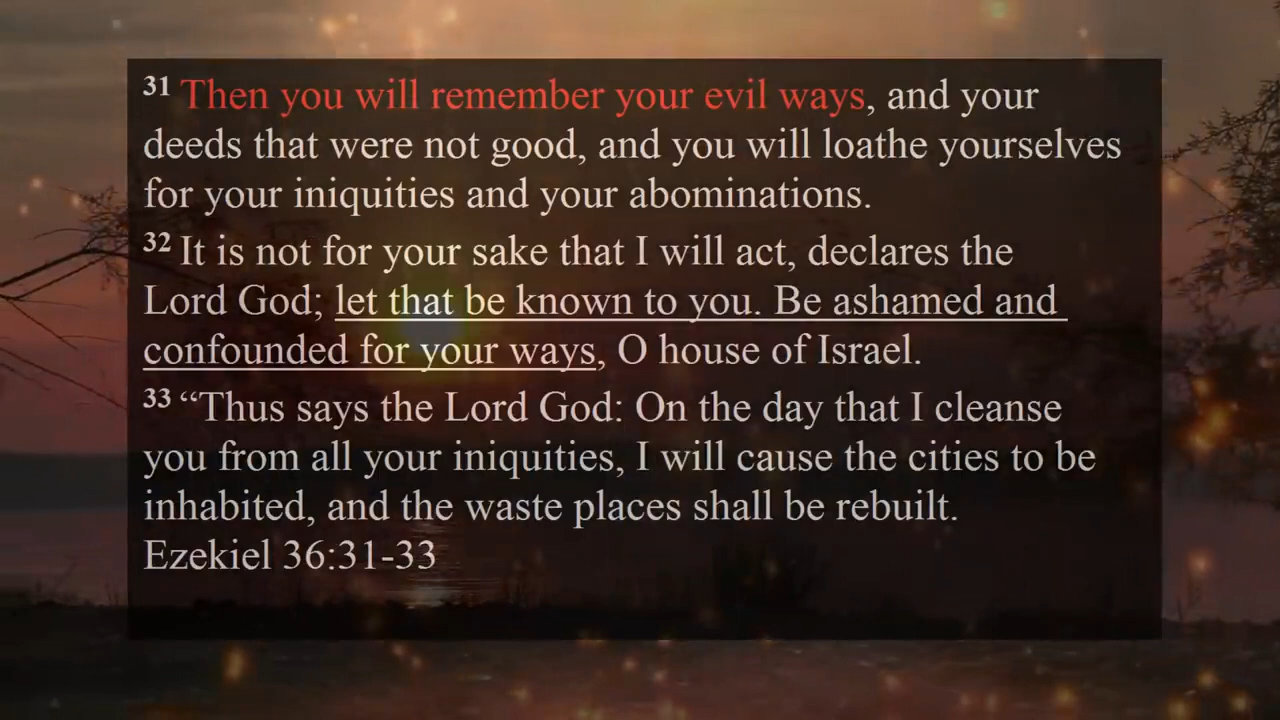 31 Then you will remember your evil ways, and your
deeds that were not good, and you will loathe yourselves
for your iniquities and your abominations.
32 It is not for your sake that I will act, declares the
Lord God; let that be known to you. Be ashamed and
confounded for your ways, O house of Israel.
33 “Thus says the Lord God: On the day that I cleanse
you from all your iniquities, I will cause the cities to be
inhabited, and the waste places shall be rebuilt.
Ezekiel 36:31-33